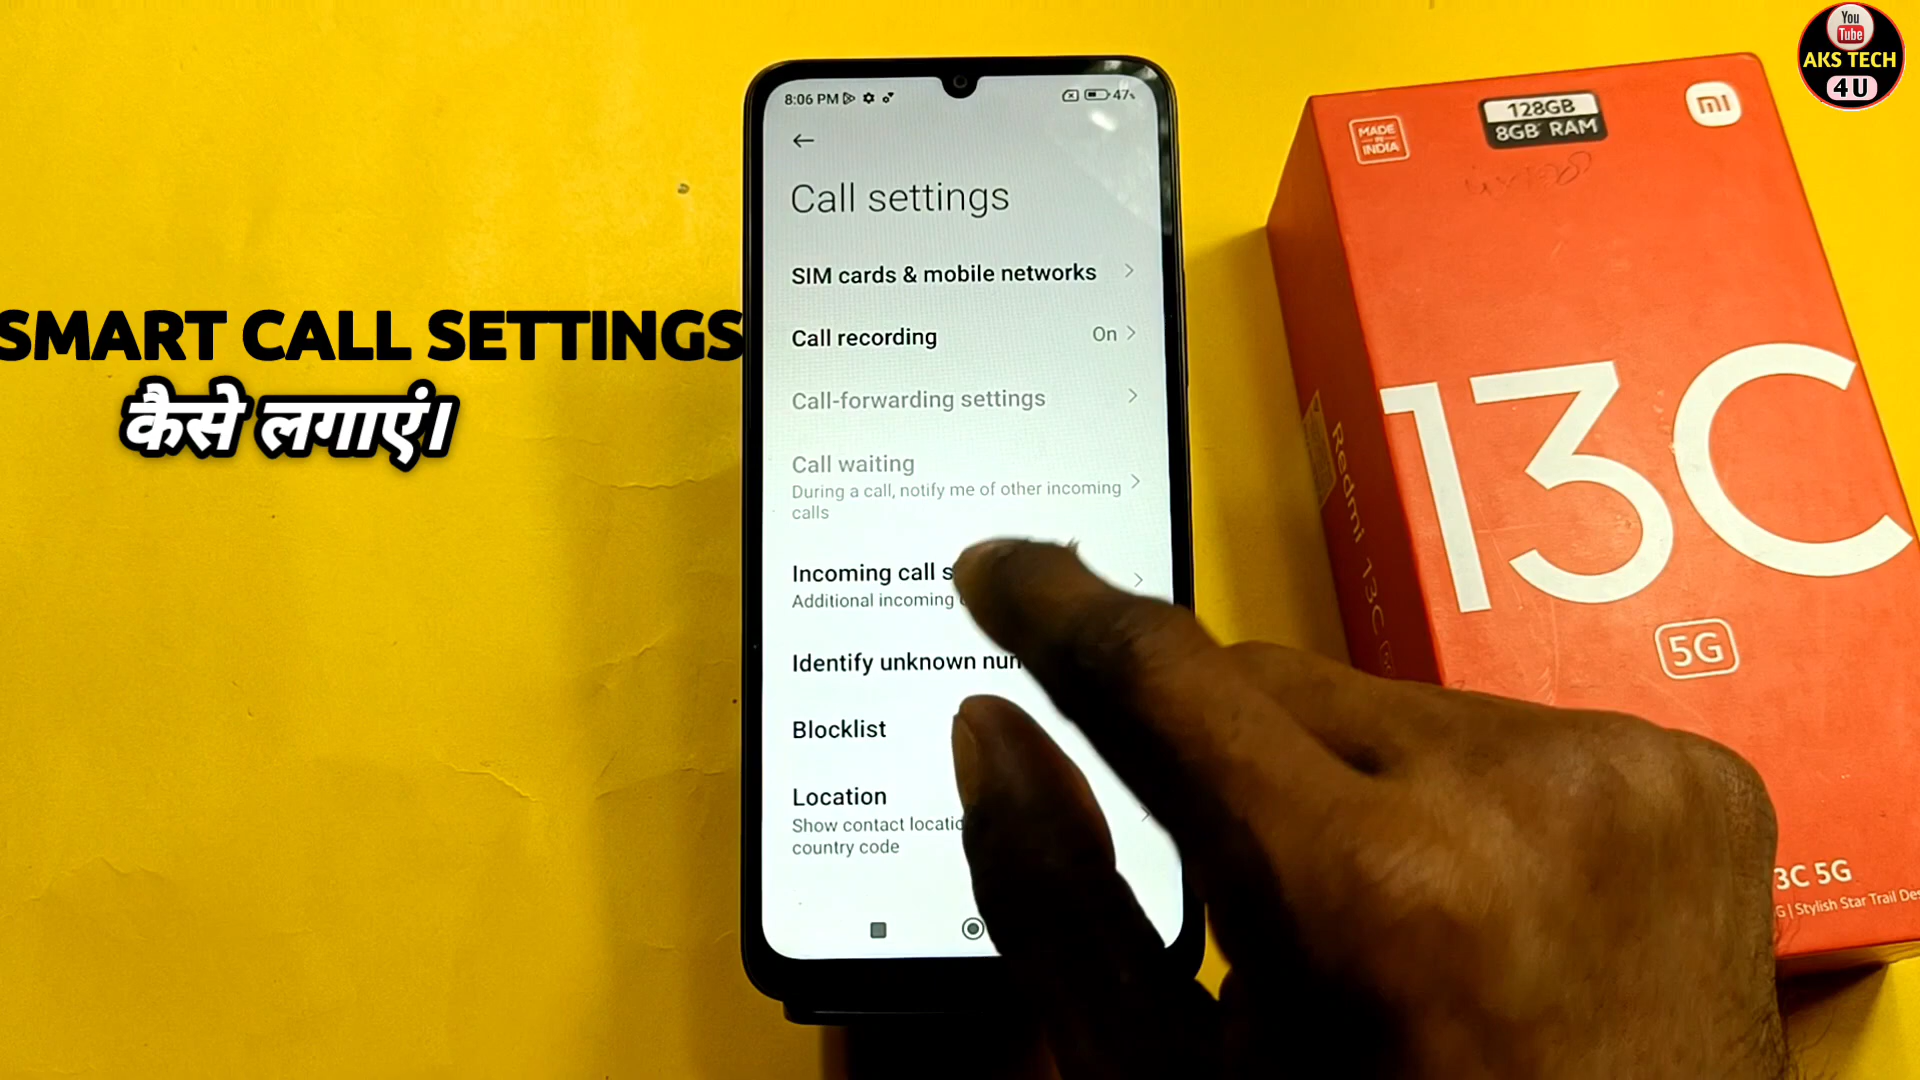 You
Tube
AKS TECH
4U
8:06 PM
47
Call settings
SIM cards & mobile networks
Call recording
On
Call-forwarding settings
Call waiting
During a call, notify me of other incoming
calls
Incoming call
Additional incoming
Identify unknown
Blocklist
Location
Show contact
country code
SMART CALL SETTINGS
कैसे लगाएं।
MADE
IN
INDIA
128GB
8GB RAM
mi
13C
5G
Redmi 13C
3C 5G
G | Stylish Star Trail